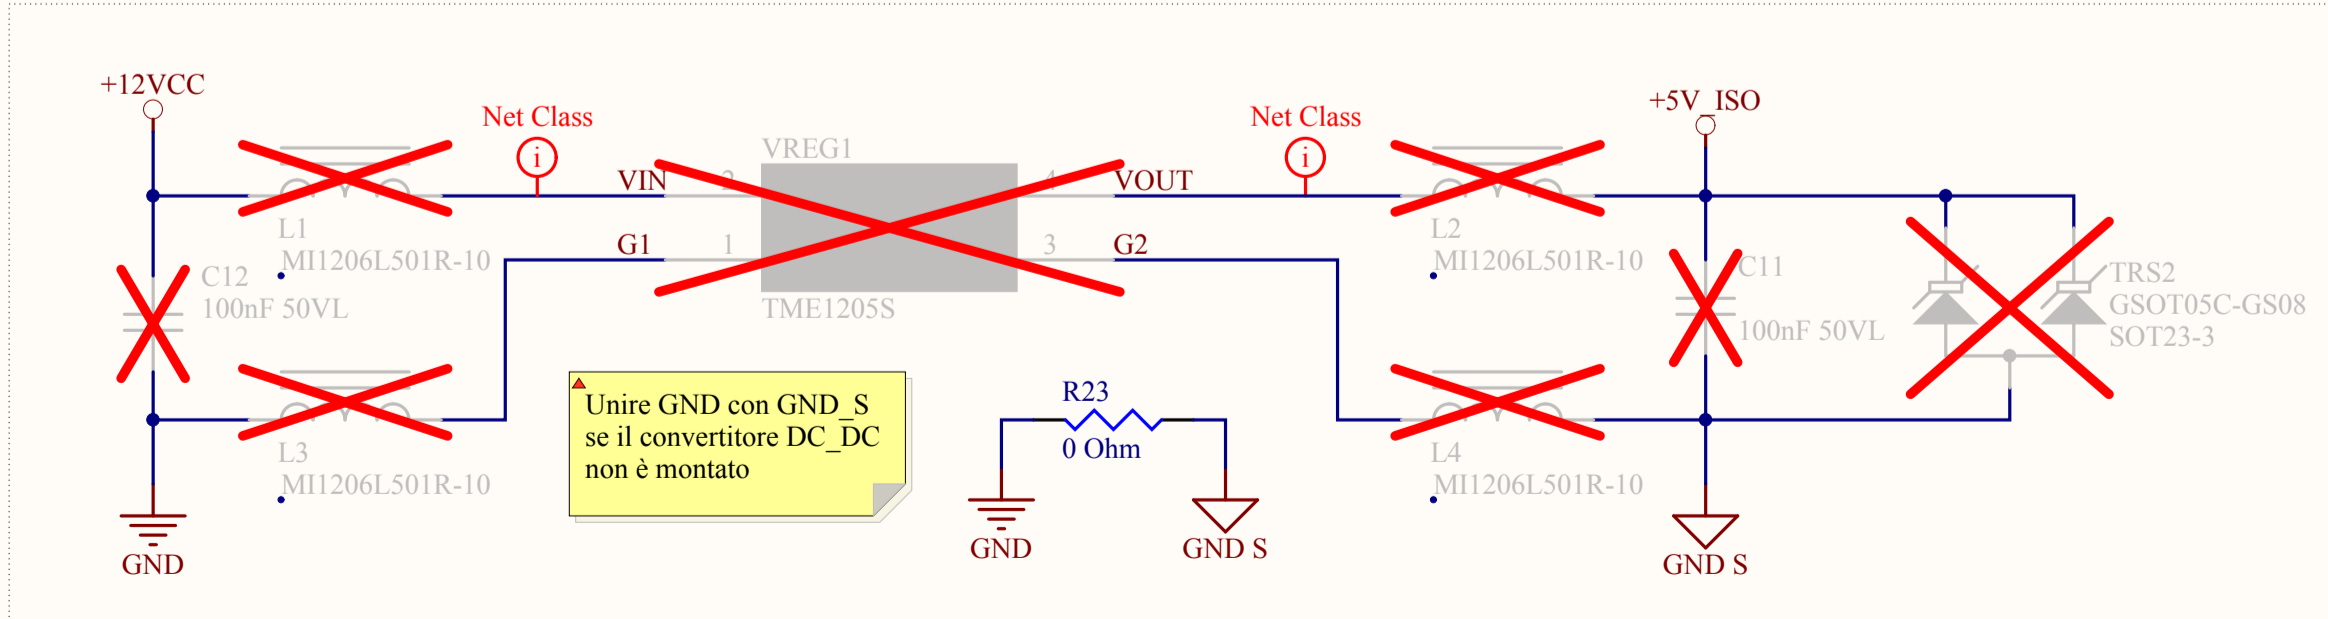 +12VCC
Net Class
i
VREG1
VIN
2
4
VOUT
G1
1
3
G2
TME1205S
L1
MI1206L501R-10
C12
100nF 50VL
L3
MI1206L501R-10
GND
Unire GND con GND_S
se il convertitore DC_DC
non è montato
R23
0 Ohm
GND
GND S
Net Class
i
L2
MI1206L501R-10
L4
MI1206L501R-10
+5V_ISO
C11
100nF 50VL
TRS2
GSOT05C-GS08
SOT23-3
GND S